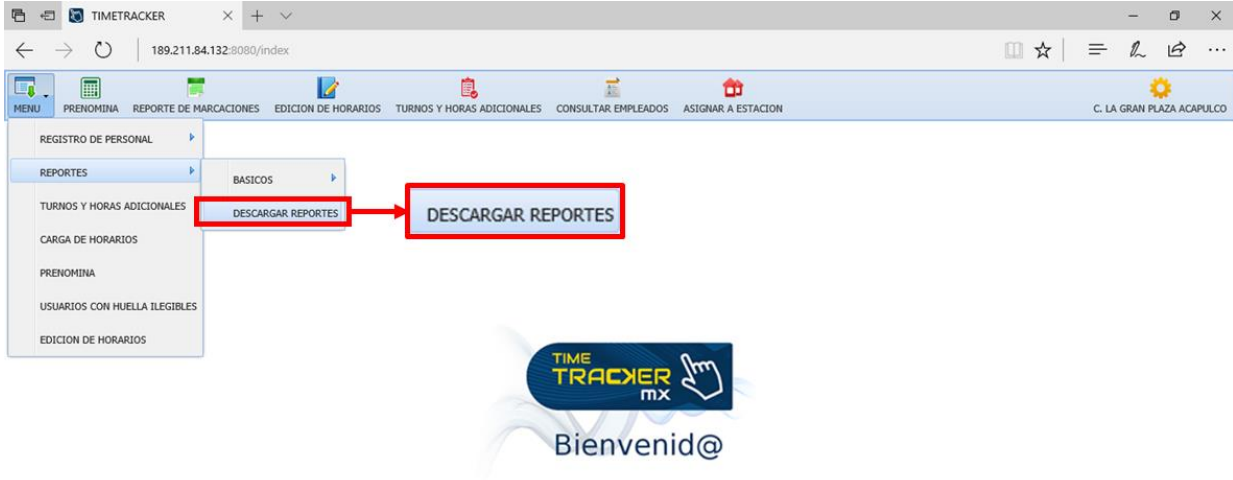 TIMETRACKER
189.211.84.132:8080/index
MENU PRENOMINA REPORTE DE MARCACIONES EDICION DE HORARIOS TURNOS Y HORAS ADICIONALES CONSULTAR EMPLEADOS ASIGNAR A ESTACION C. LA GRAN PLAZA ACAPULCO
REGISTRO DE PERSONAL
REPORTES
BASICOS
TURNOS Y HORAS ADICIONALES
DESCARGAR REPORTES
DESCARGAR REPORTES
CARGA DE HORARIOS
PRENOMINA
USUARIOS CON HUELLA ILEGIBLES
EDICION DE HORARIOS
TIME
TRACKER
mx
Bienvenid@